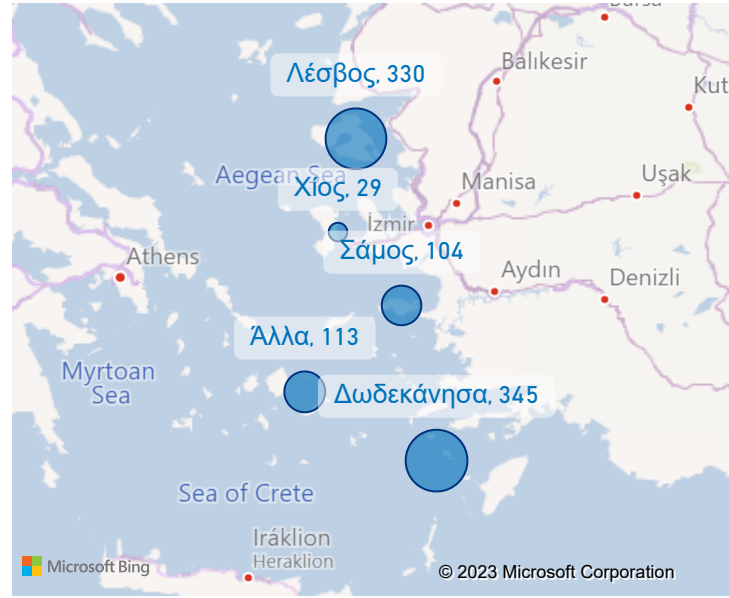 Bursa
Λέσβος, 330
Balıkesir
Kut
Aegean Sea
Χίος, 29
Manisa
Uşak
İzmir
Σάμος, 104
Athens
Aydın
Denizli
Άλλα, 113
Myrtoan
Sea
Δωδεκάνησα, 345
Sea of Crete
Iráklion
Heraklion
Microsoft Bing
© 2023 Microsoft Corporation